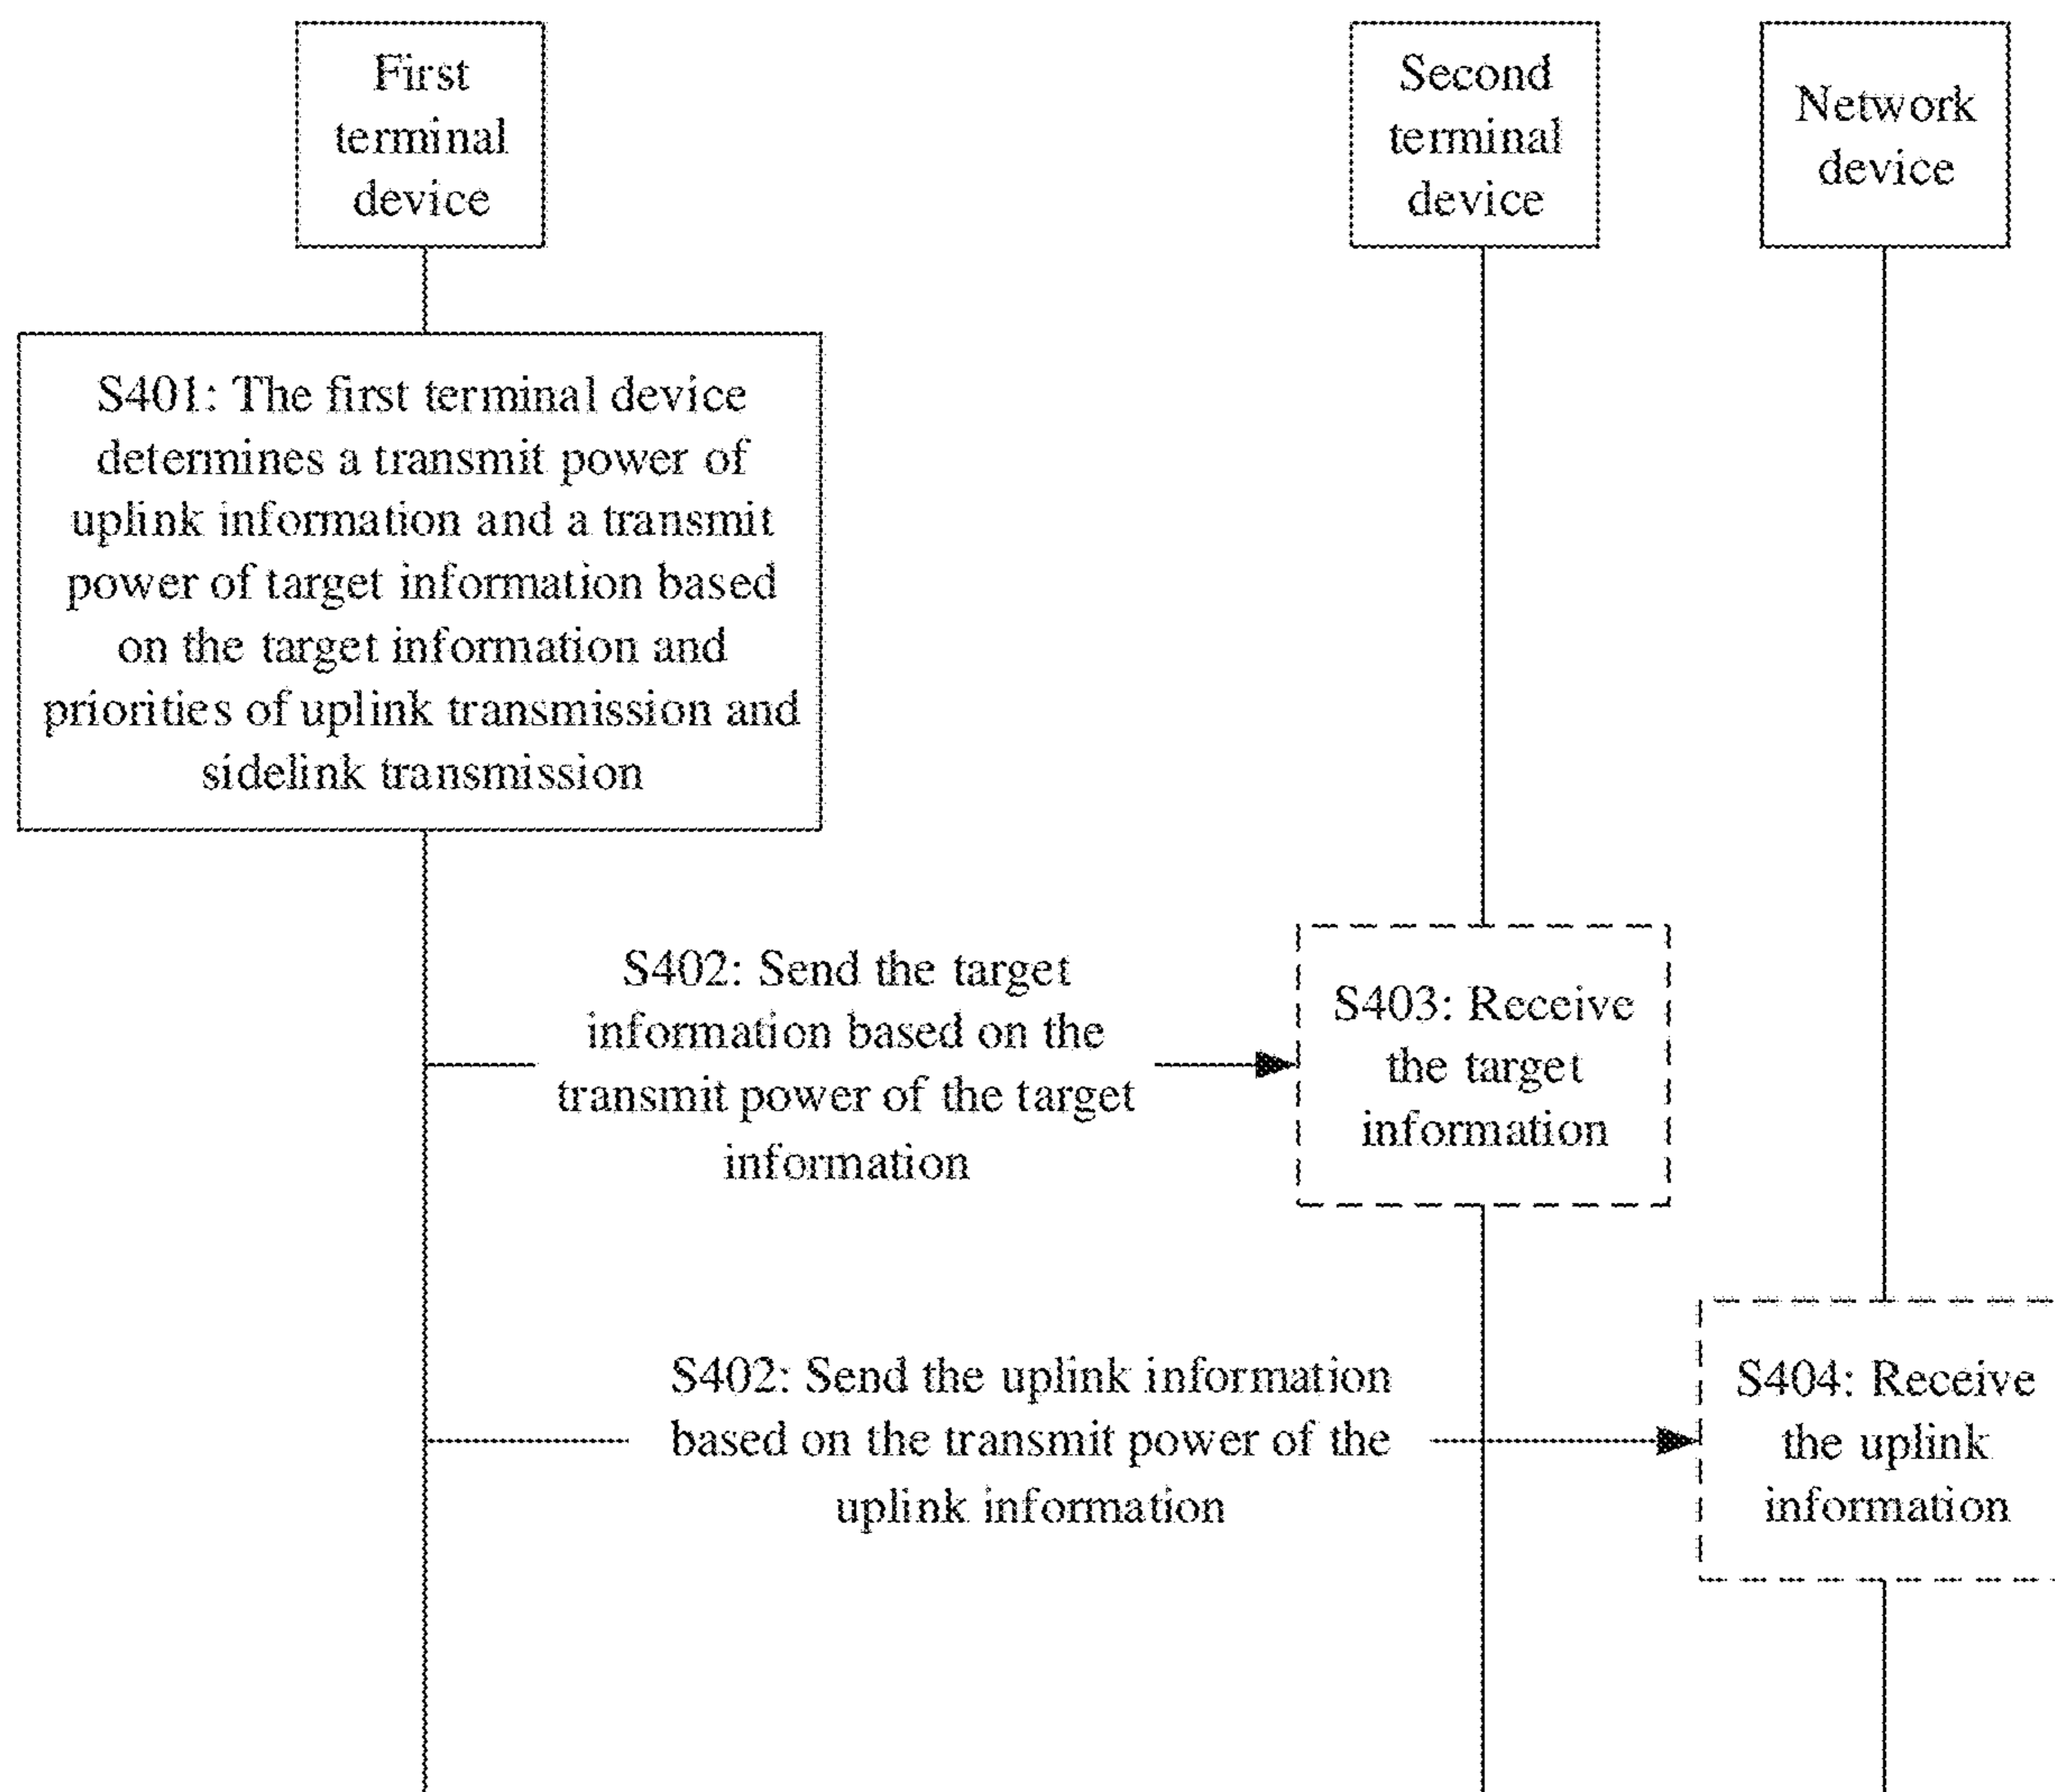 First
terminal
device
Second
terminal
device
Network
device
S401: The first terminal device
determines a transmit power of
uplink information and a transmit
power of target information based
on the target information and
priorities of uplink transmission and
sidelink transmission
S402: Send the target
information based on the
transmit power of the target
information
S403: Receive
the target
information
S402: Send the uplink information
based on the transmit power of the
uplink information
S404: Receive
the uplink
information